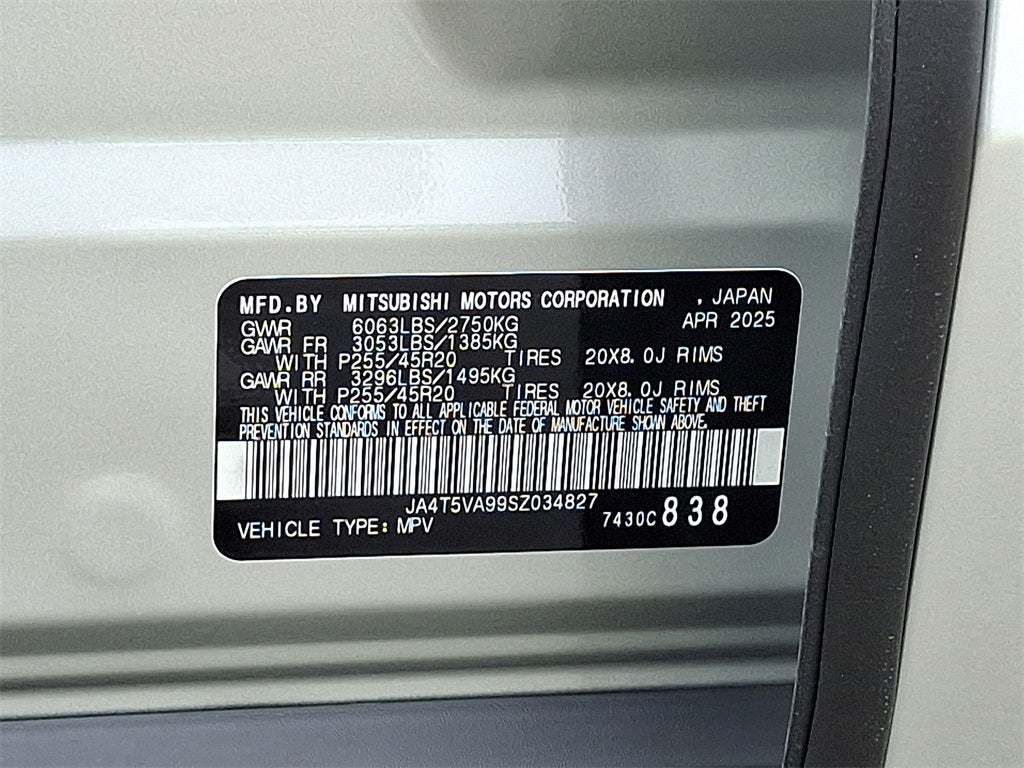 MFD.BY MITSUBISHI MOTORS CORPORATION , JAPAN
GVWR 6063LBS/2750KG APR 2025
GAWR FR 3053LBS/1385KG
WITH P255/45R20 TIRES 20X8.0J RIMS
GAWR RR 3296LBS/1495KG
WITH P255/45R20 TIRES 20X8.0J RIMS
THIS VEHICLE CONFORMS TO ALL APPLICABLE FEDERAL MOTOR VEHICLE SAFETY AND THEFT
PREVENTION STANDARDS IN EFFECT ON THE DATE OF MANUFACTURE SHOWN ABOVE.
JA4T5VA99SZ034827
VEHICLE TYPE: MPV 7430C 838